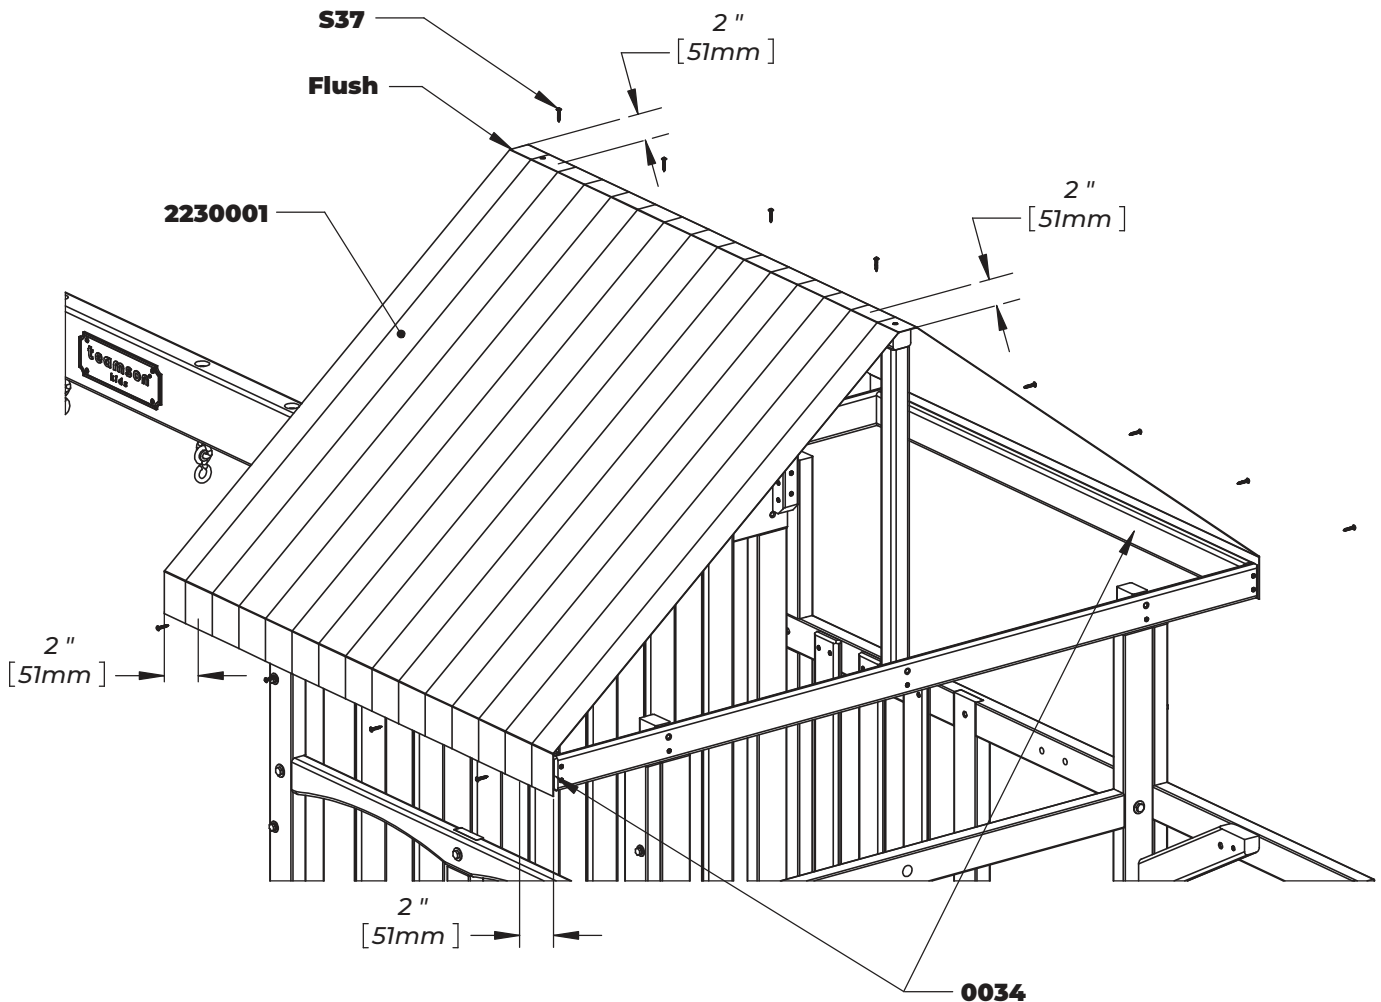 S37
2 "
[51mm]
Flush
2 "
[51mm]
2230001
teamson
kids
2 "
[51mm]
2 "
[51mm]
0034